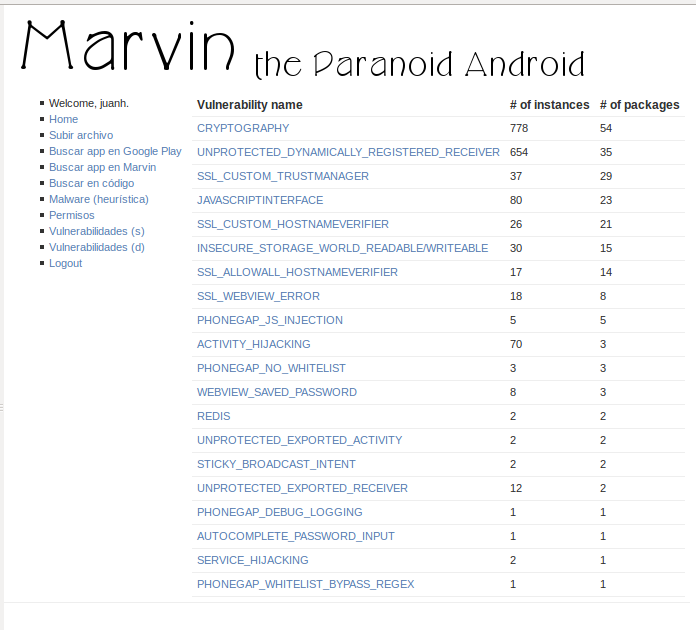 Marvin the Paranoid Android
Welcome, juanh.
Home
Subir archivo
Buscar app en Google Play
Buscar app en Marvin
Buscar en código
Malware (heurística)
Permisos
Vulnerabilidades (s)
Vulnerabilidades (d)
Logout
Vulnerability name # of instances # of packages
CRYPTOGRAPHY 778 54
UNPROTECTED_DYNAMICALLY_REGISTERED_RECEIVER 654 35
SSL_CUSTOM_TRUSTMANAGER 37 29
JAVASCRIPTINTERFACE 80 23
SSL_CUSTOM_HOSTNAMEVERIFIER 26 21
INSECURE_STORAGE_WORLD_READABLE/WRITEABLE 30 15
SSL_ALLOWALL_HOSTNAMEVERIFIER 17 14
SSL_WEBVIEW_ERROR 18 8
PHONEGAP_JS_INJECTION 5 5
ACTIVITY_HIJACKING 70 3
PHONEGAP_NO_WHITELIST 3 3
WEBVIEW_SAVED_PASSWORD 8 3
REDIS 2 2
UNPROTECTED_EXPORTED_ACTIVITY 2 2
STICKY_BROADCAST_INTENT 2 2
UNPROTECTED_EXPORTED_RECEIVER 12 2
PHONEGAP_DEBUG_LOGGING 1 1
AUTOCOMPLETE_PASSWORD_INPUT 1 1
SERVICE_HIJACKING 2 1
PHONEGAP_WHITELIST_BYPASS_REGEX 1 1